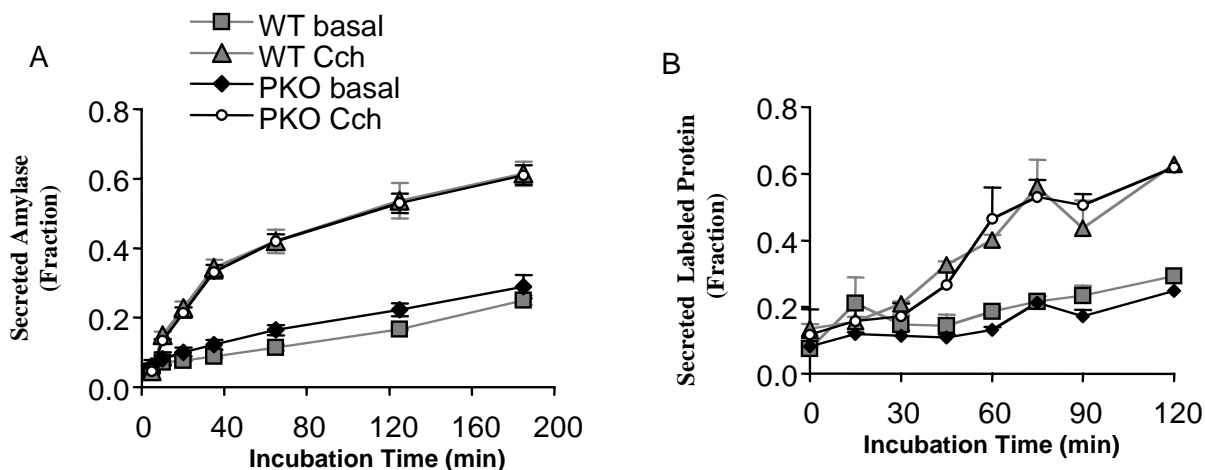 A
WT basal
WT Cch
PKO basal
PKO Cch
Secreted Amylase
(Fraction)
0.8
0.6
0.4
0.2
0.0
0 40 80 120 160 200
Incubation Time (min)
B
Secreted Labeled Protein
(Fraction)
0.8
0.6
0.4
0.2
0.0
0 30 60 90 120
Incubation Time (min)